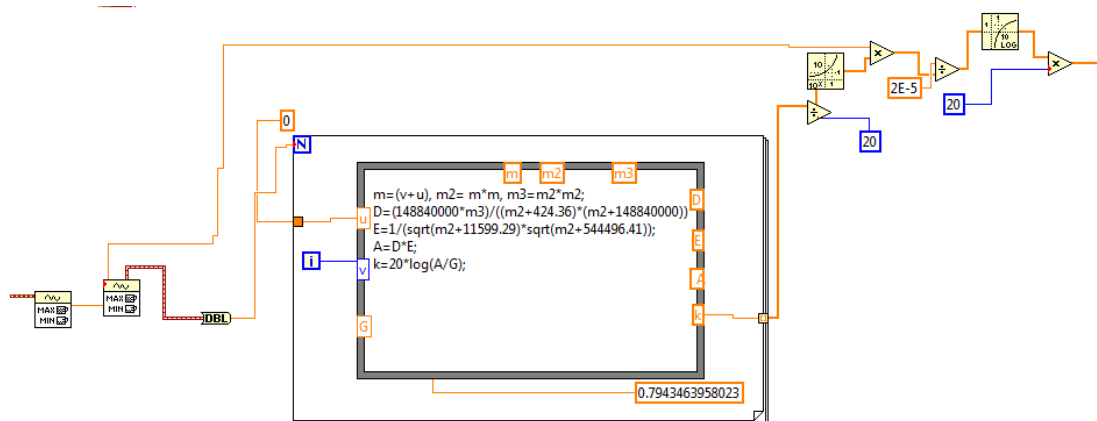 10
LOG
10
10ˣ
2E-5
20
20
0
N
m
m2
m3
m=(v+u), m2= m*m, m3=m2*m2;
D=(148840000*m3)/((m2+424.36)*(m2+148840000))
E=1/(sqrt(m2+11599.29)*sqrt(m2+544496.41));
A=D*E;
k=20*log(A/G);
u
i
v
G
D
E
A
k
MAX
MIN
MAX
MIN
DBL
0.7943463958023